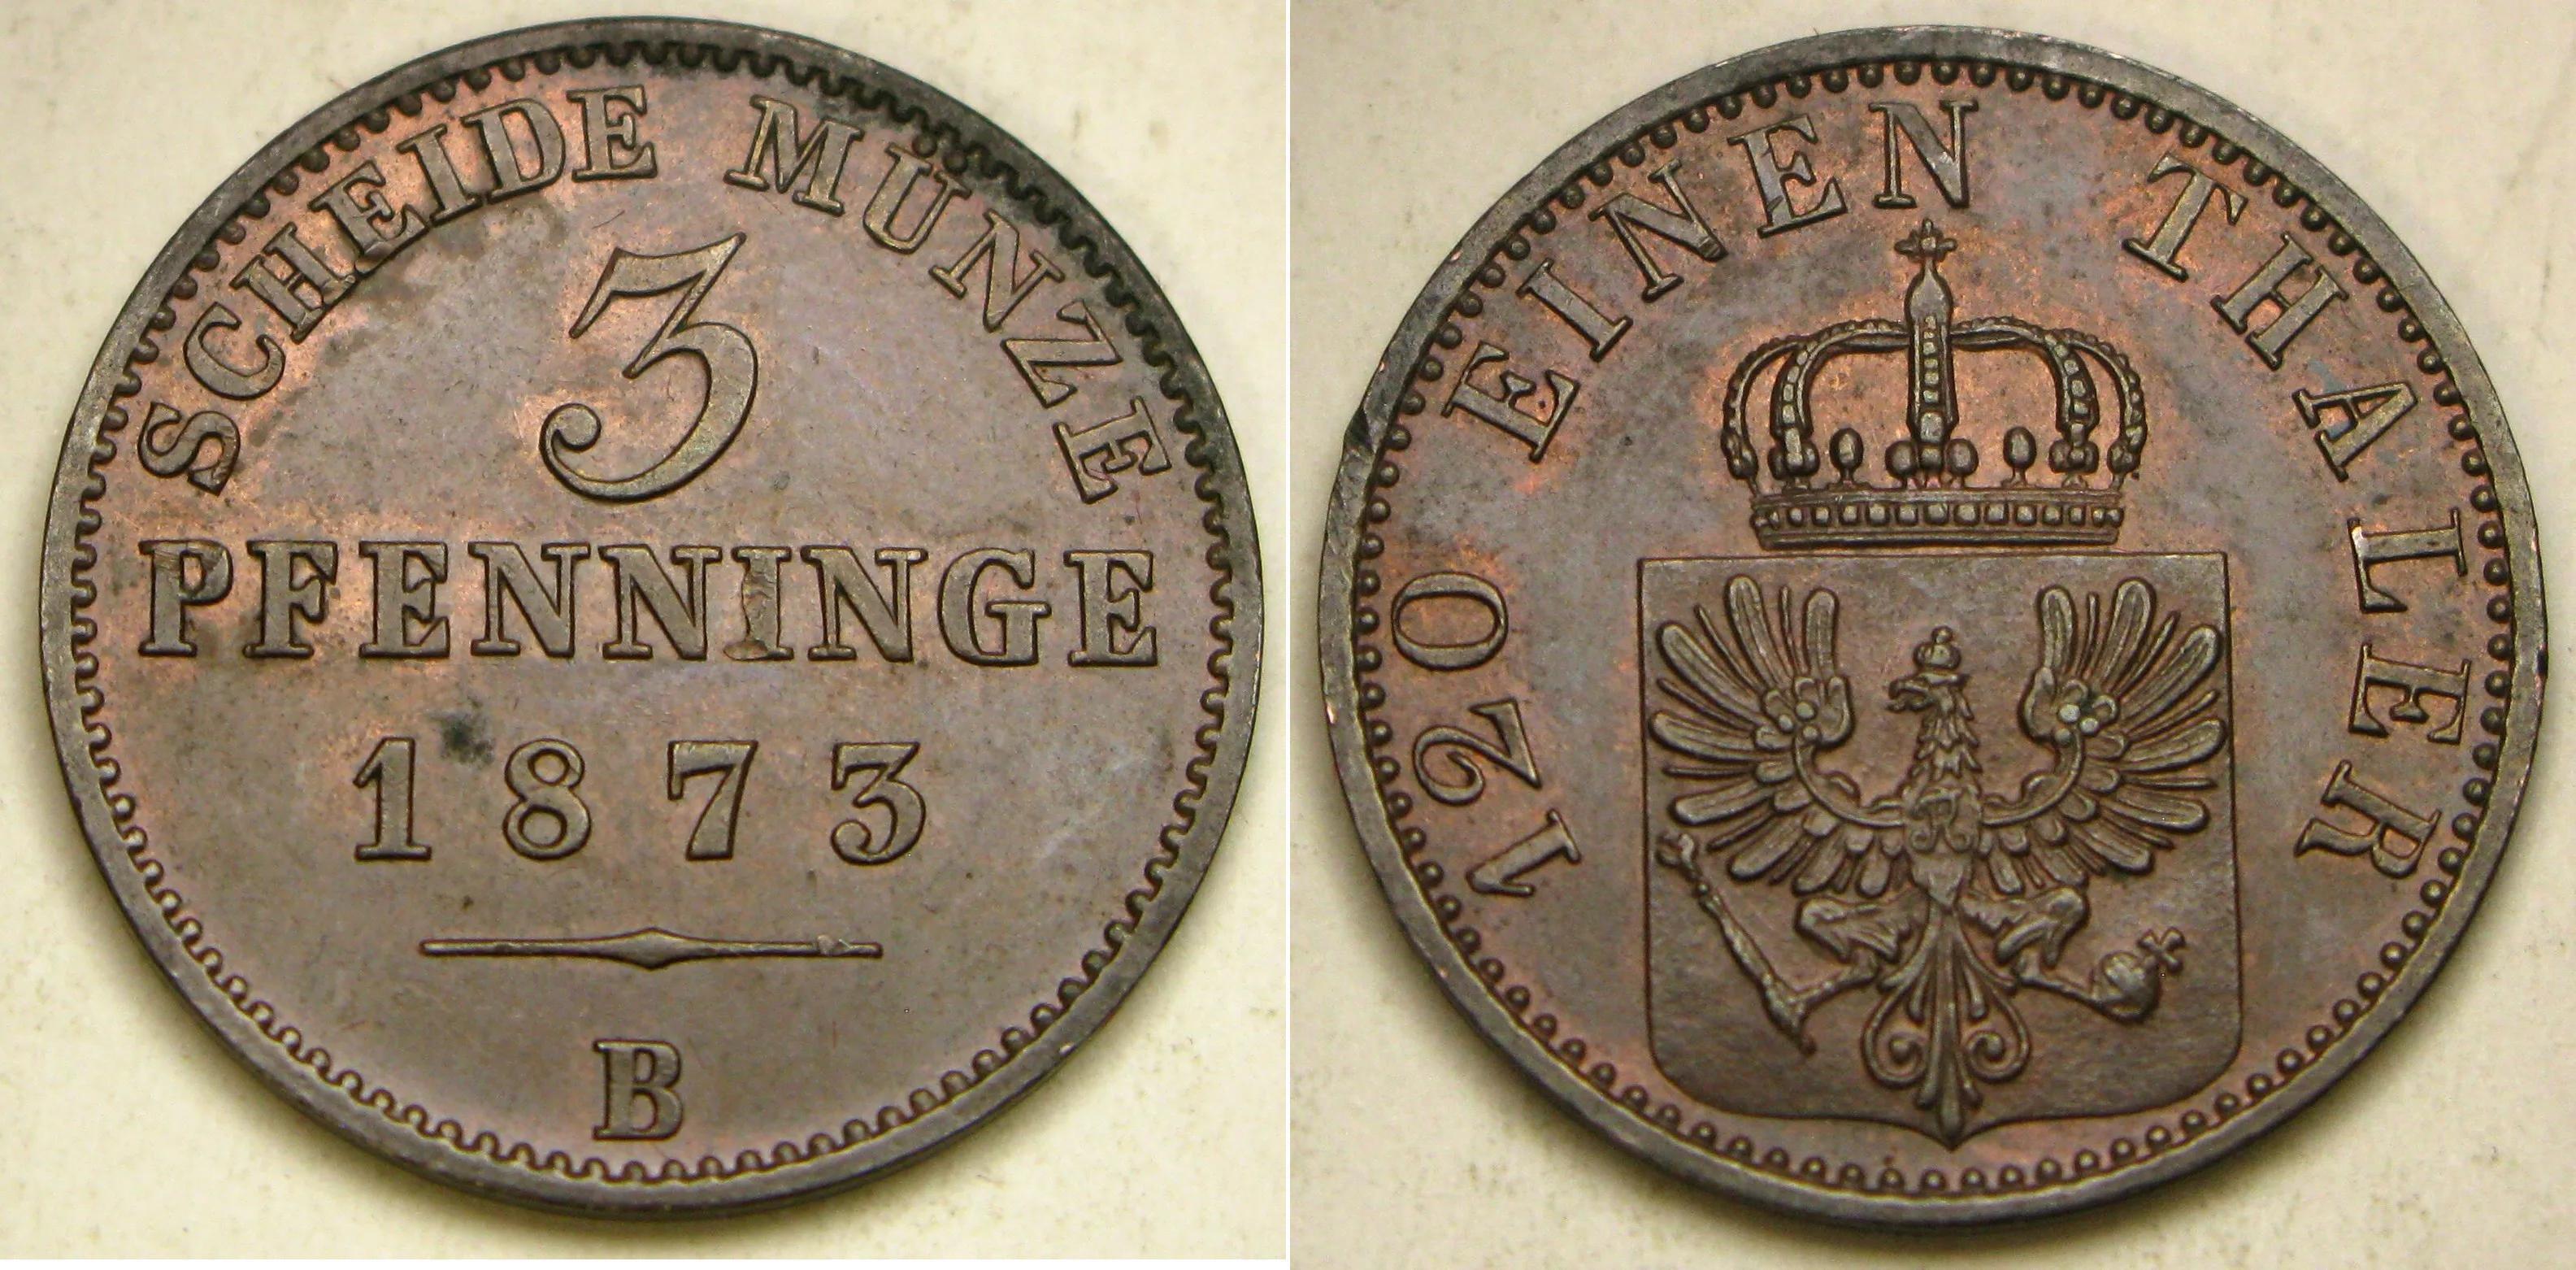 SCHEIDE MÜNZE
3
PFENNINGE
1873
B
120 EINEN THALER